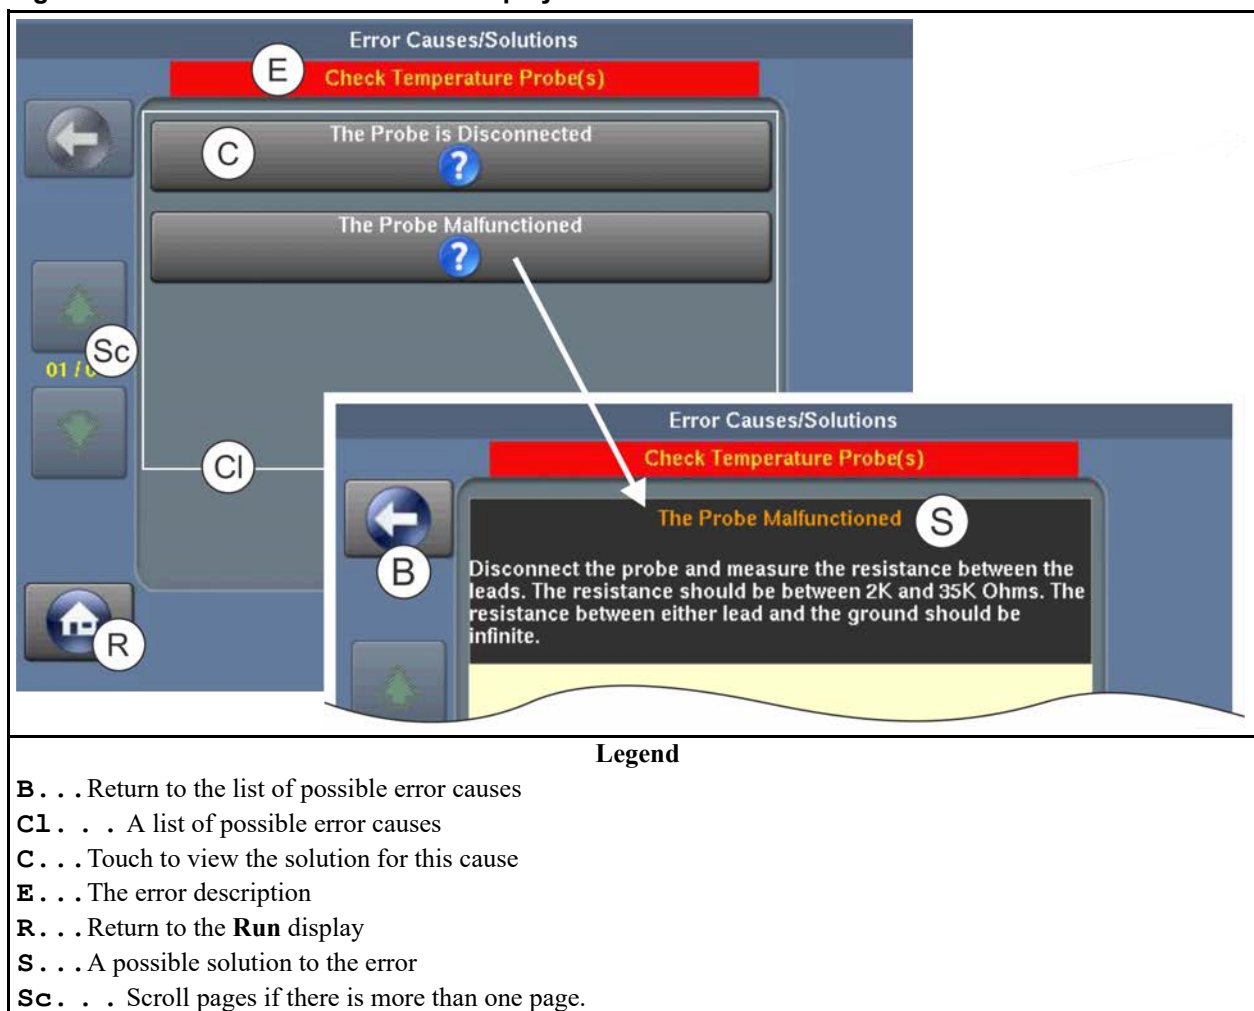 Error Causes/Solutions
E
Check Temperature Probe(s)
C
The Probe is Disconnected
?
The Probe Malfunctioned
?
Sc
01 /
Cl
R
Error Causes/Solutions
Check Temperature Probe(s)
The Probe Malfunctioned
S
B
Disconnect the probe and measure the resistance between the
leads. The resistance should be between 2K and 35K Ohms. The
resistance between either lead and the ground should be
infinite.
Legend
B...Return to the list of possible error causes
Cl. . . A list of possible error causes
C...Touch to view the solution for this cause
E...The error description
R...Return to the Run display
S...A possible solution to the error
Sc. . . Scroll pages if there is more than one page.